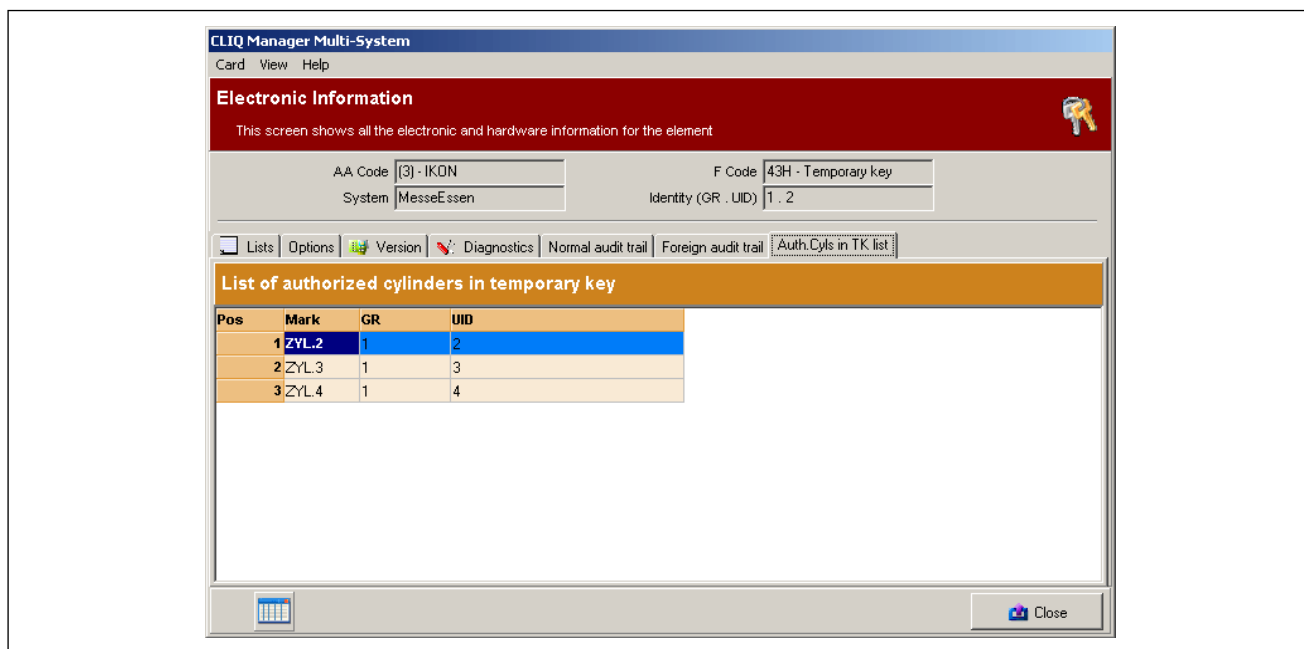 CLIQ Manager Multi-System
Card View Help
Electronic Information
This screen shows all the electronic and hardware information for the element
AA Code (3) - IKON F Code 43H - Temporary key
System MesseEssen Identity (GR . UID) 1 . 2
Lists Options Version Diagnostics Normal audit trail Foreign audit trail Auth.Cyls in TK list
List of authorized cylinders in temporary key
Pos Mark GR UID
1 ZYL.2 1 2
2 ZYL.3 1 3
3 ZYL.4 1 4
Close